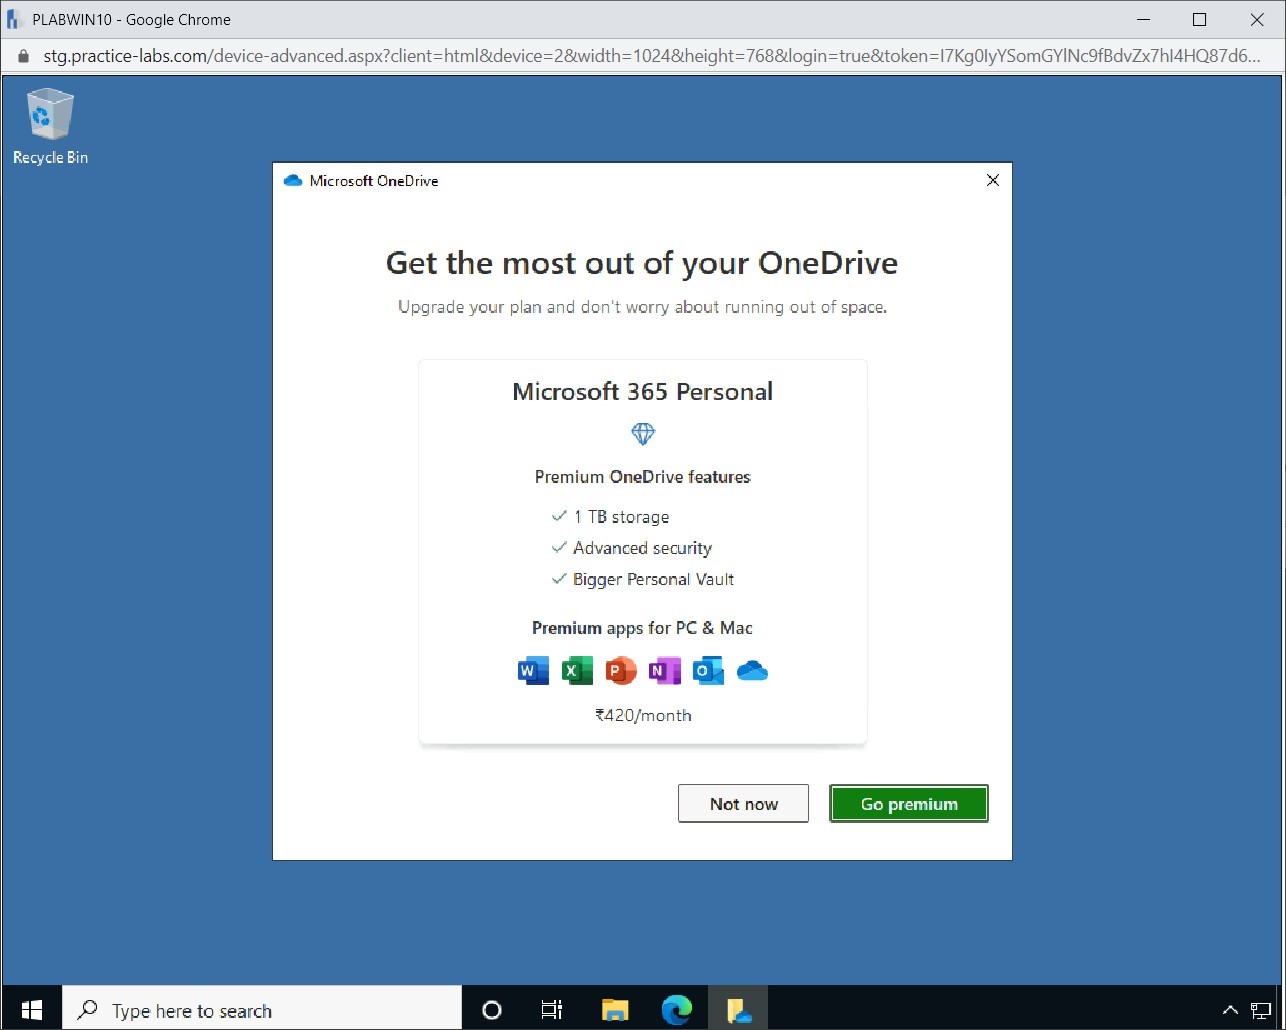 PLABWIN10 - Google Chrome
stg.practice-labs.com/device-advanced.aspx?client=html&device=2&width=1024&height=768&login=true&token=I7Kg0IyYSomGYlNc9fBdvZx7hI4HQ87d6...
Recycle Bin
Microsoft OneDrive
Get the most out of your OneDrive
Upgrade your plan and don't worry about running out of space.
Microsoft 365 Personal
Premium OneDrive features
1 TB storage
Advanced security
Bigger Personal Vault
Premium apps for PC & Mac
W X P N O
₹420/month
Not now Go premium
Type here to search